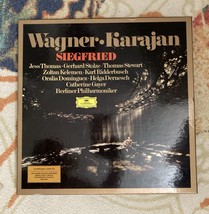 Wagner·Karajan
SIEGFRIED
Jess Thomas·Gerhard Stolze·Thomas Stewart
Zoltan Kelemen·Karl Ridderbusch
Oralia Dominguez·Helga Dernesch
Catherine Gayer
Berliner Philharmoniker